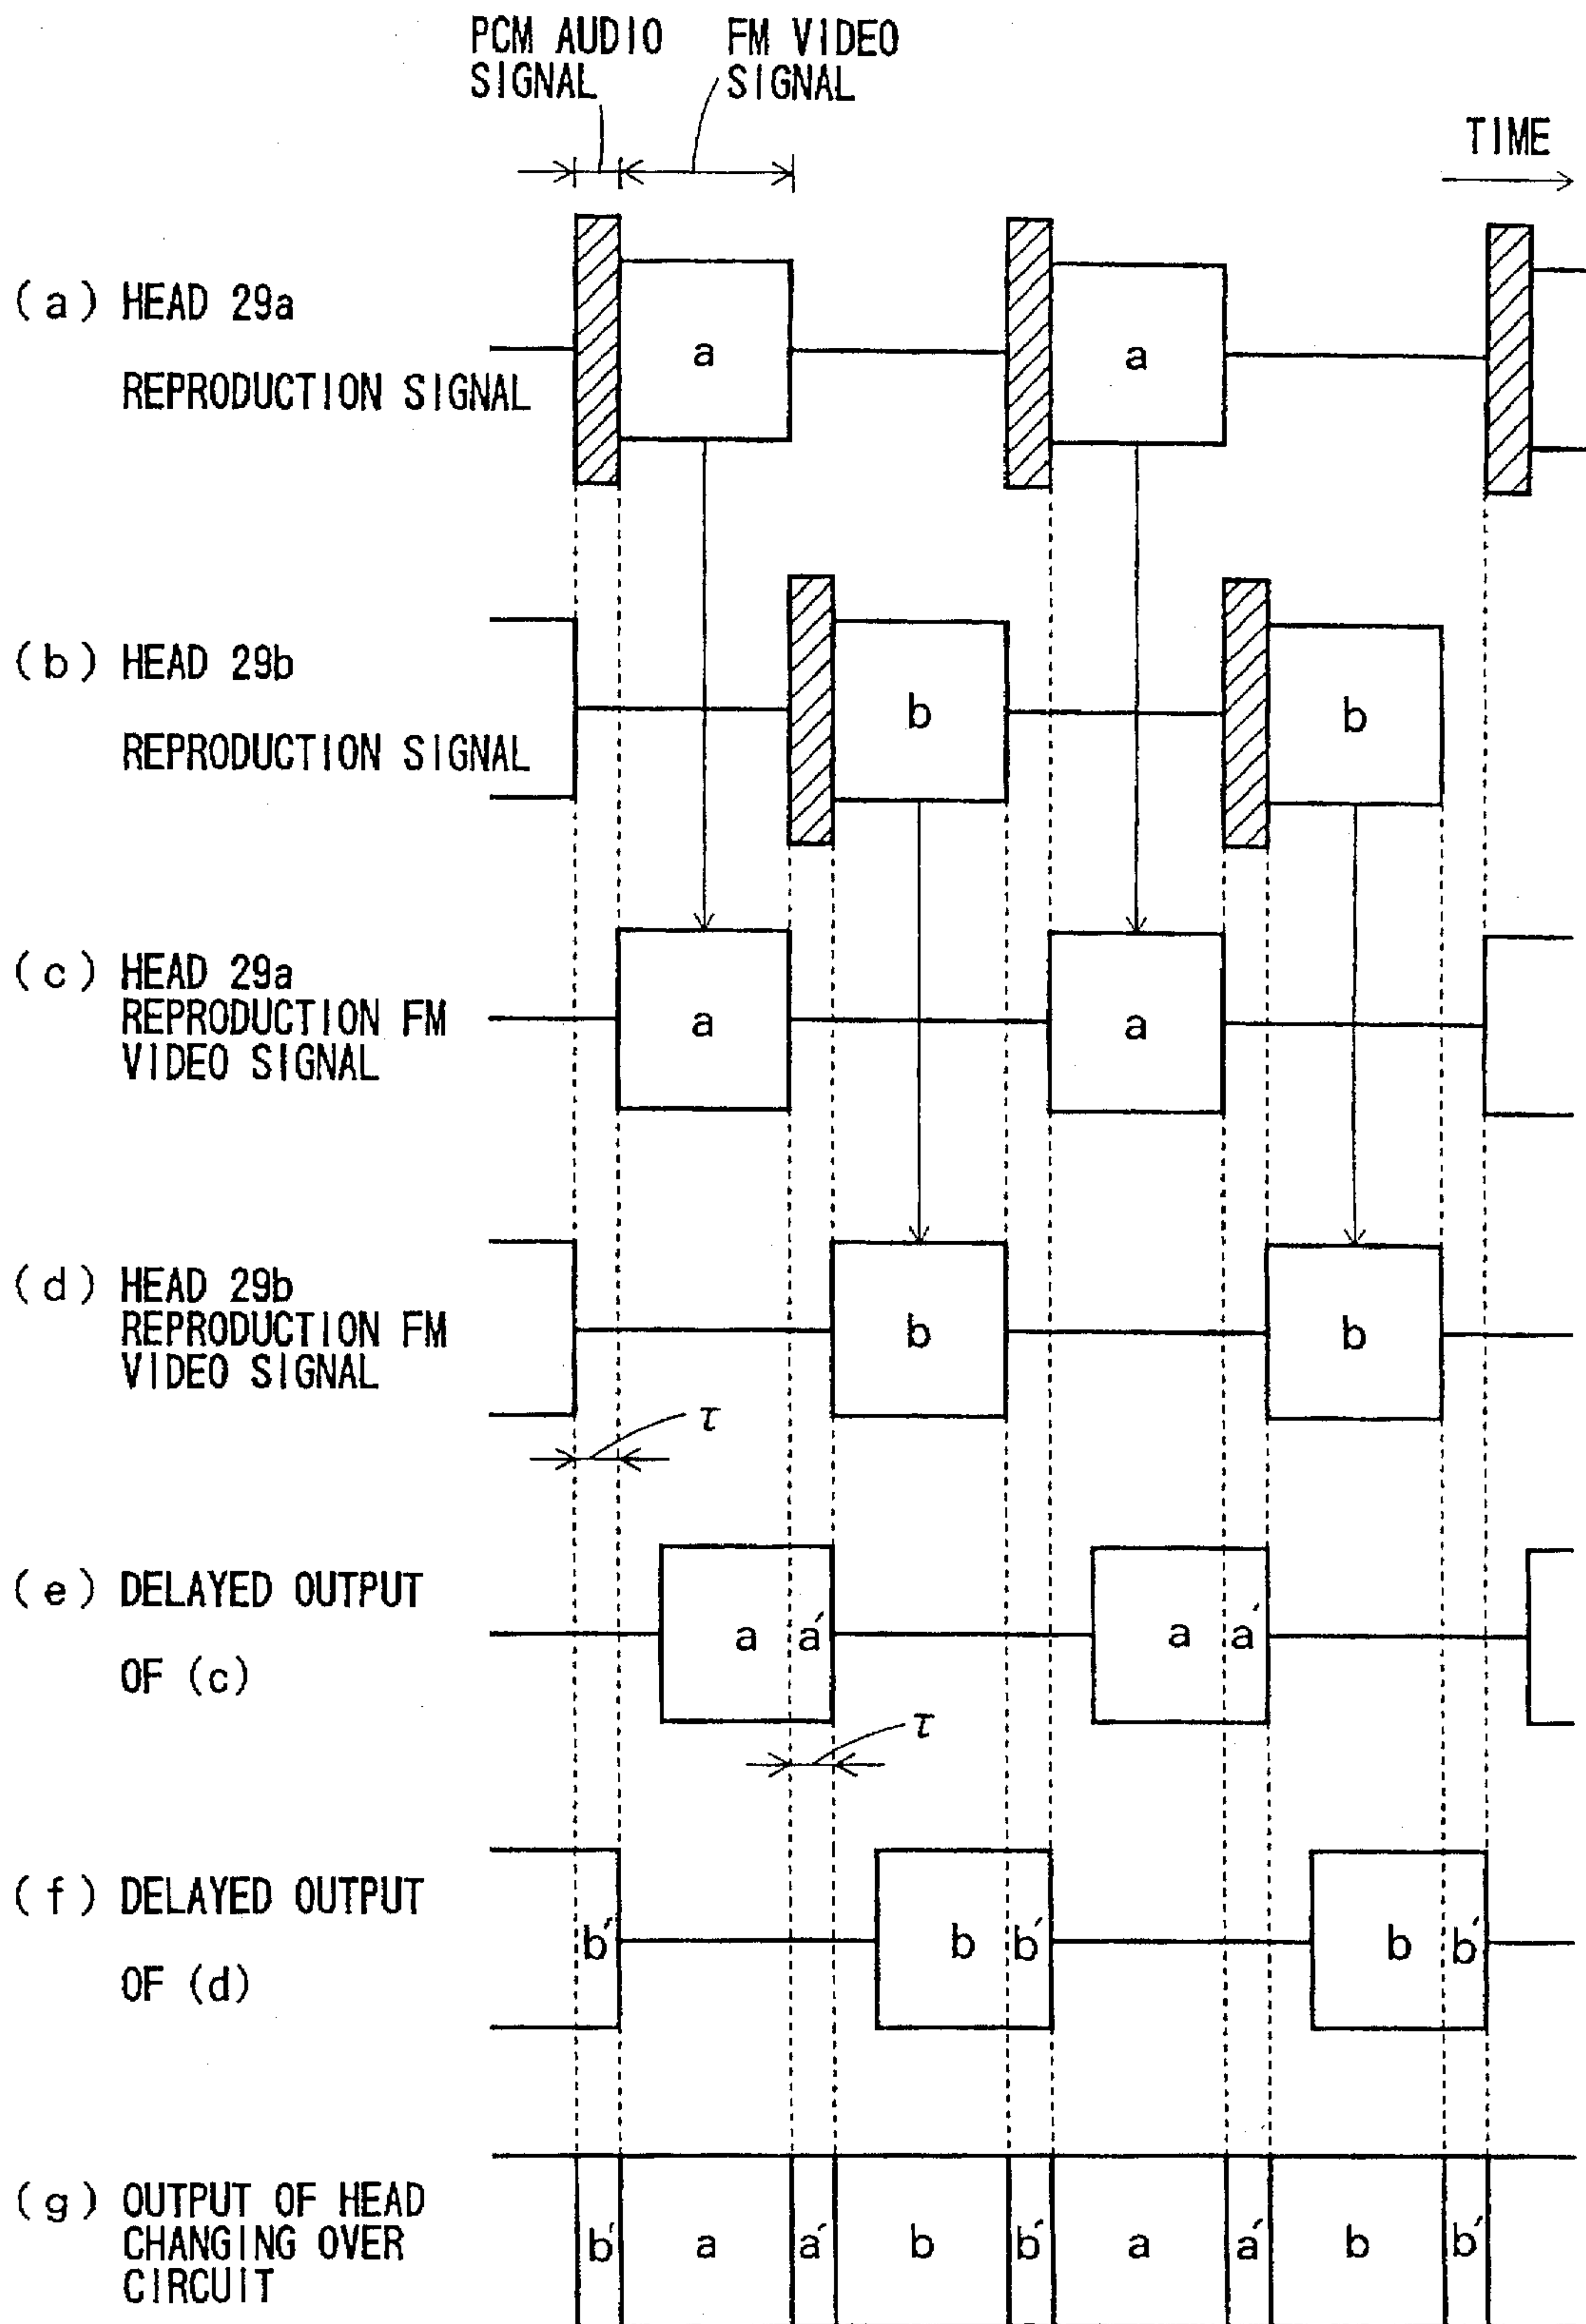 PCM AUDIO
SIGNAL
FM VIDEO
SIGNAL
TIME
(a) HEAD 29a
REPRODUCTION SIGNAL
a
a
(b) HEAD 29b
REPRODUCTION SIGNAL
b
b
(c) HEAD 29a
REPRODUCTION FM
VIDEO SIGNAL
a
a
(d) HEAD 29b
REPRODUCTION FM
VIDEO SIGNAL
b
b
τ
(e) DELAYED OUTPUT
OF (c)
a a′ a a′
τ
(f) DELAYED OUTPUT
OF (d)
b′ b b′ b b′
(g) OUTPUT OF HEAD
CHANGING OVER
CIRCUIT
b′ a a′ b b′ a a′ b b′